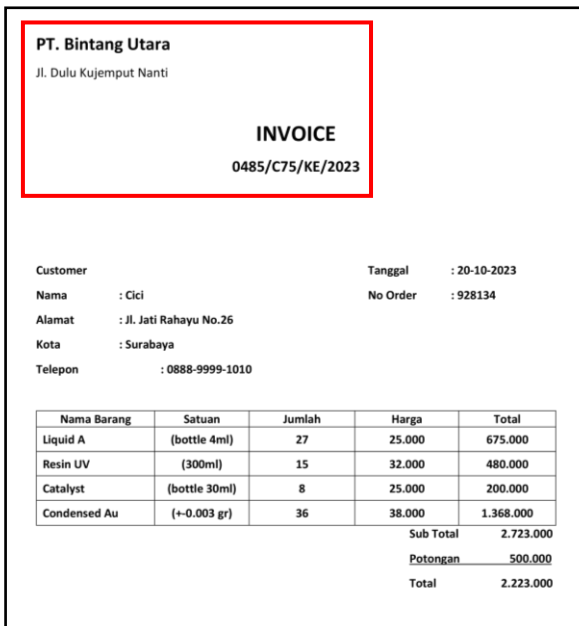 PT. Bintang Utara
Jl. Dulu Kujemput Nanti
INVOICE
0485/C75/KE/2023
Customer Tanggal : 20-10-2023
Nama : Cici No Order : 928134
Alamat : Jl. Jati Rahayu No.26
Kota : Surabaya
Telepon : 0888-9999-1010
Nama Barang Satuan Jumlah Harga Total
Liquid A (bottle 4ml) 27 25.000 675.000
Resin UV (300ml) 15 32.000 480.000
Catalyst (bottle 30ml) 8 25.000 200.000
Condensed Au (+-0.003 gr) 36 38.000 1.368.000
Sub Total 2.723.000
Potongan 500.000
Total 2.223.000